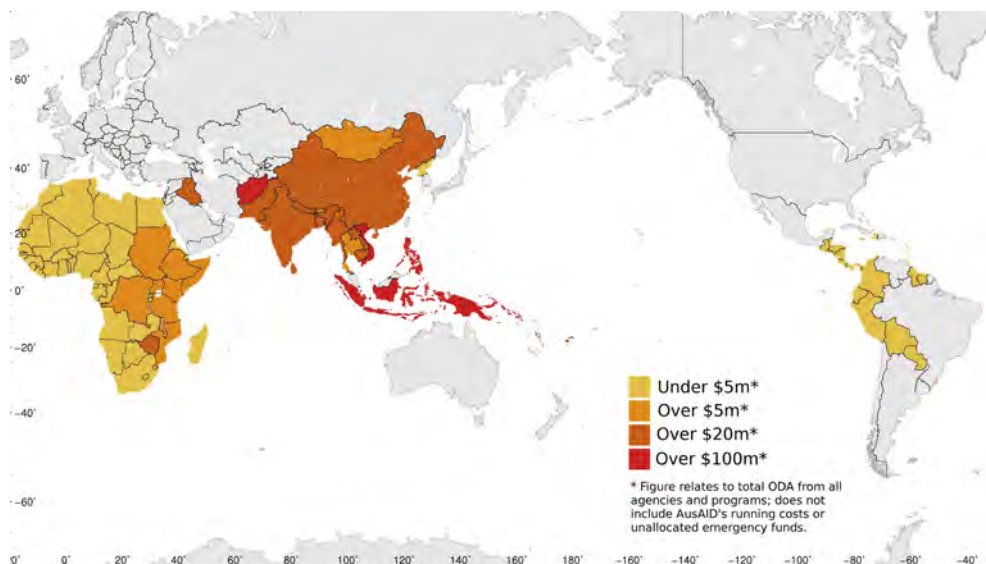 60˚
40˚
20˚
0˚
−20˚
−40˚
−60˚
0˚ 0˚ 20˚ 40˚ 60˚ 80˚ 100˚ 120˚ 140˚ 160˚ 180˚ −160˚ −140˚ −120˚ −100˚ −80˚ −60˚ −40˚
Under $5m*
Over $5m*
Over $20m*
Over $100m*
* Figure relates to total ODA from all
agencies and programs; does not
include AusAID's running costs or
unallocated emergency funds.